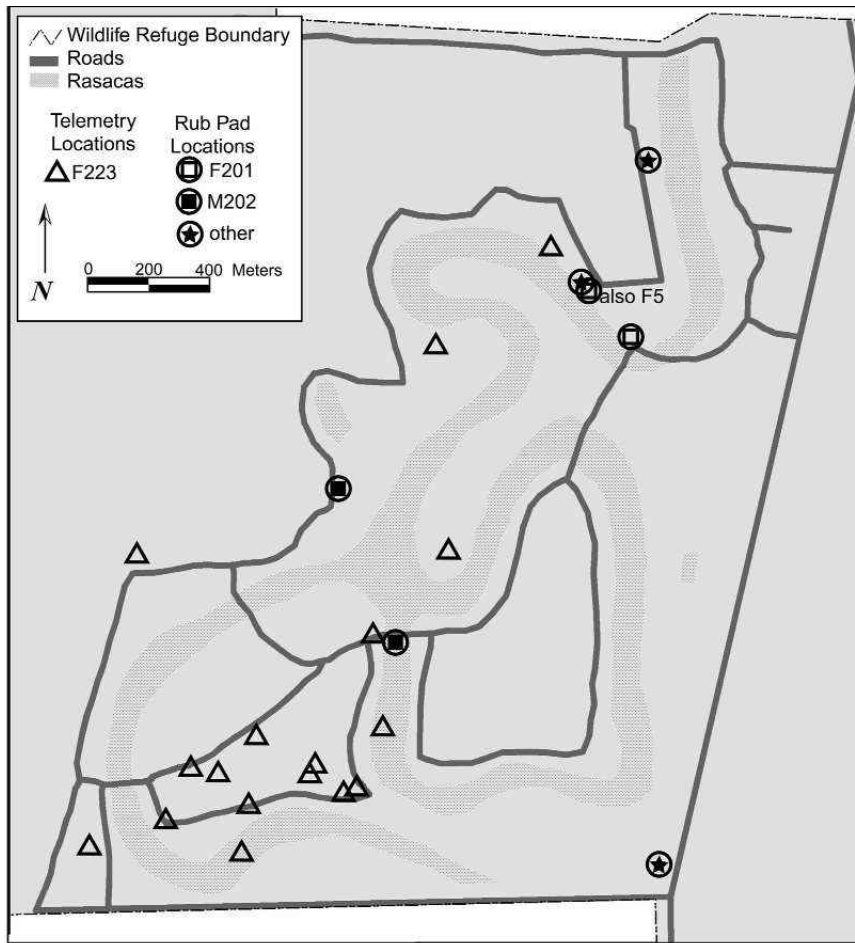 Wildlife Refuge Boundary
Roads
Rasacas
Telemetry
Locations
F223
Rub Pad
Locations
F201
M202
other
N
0 200 400 Meters
also F5